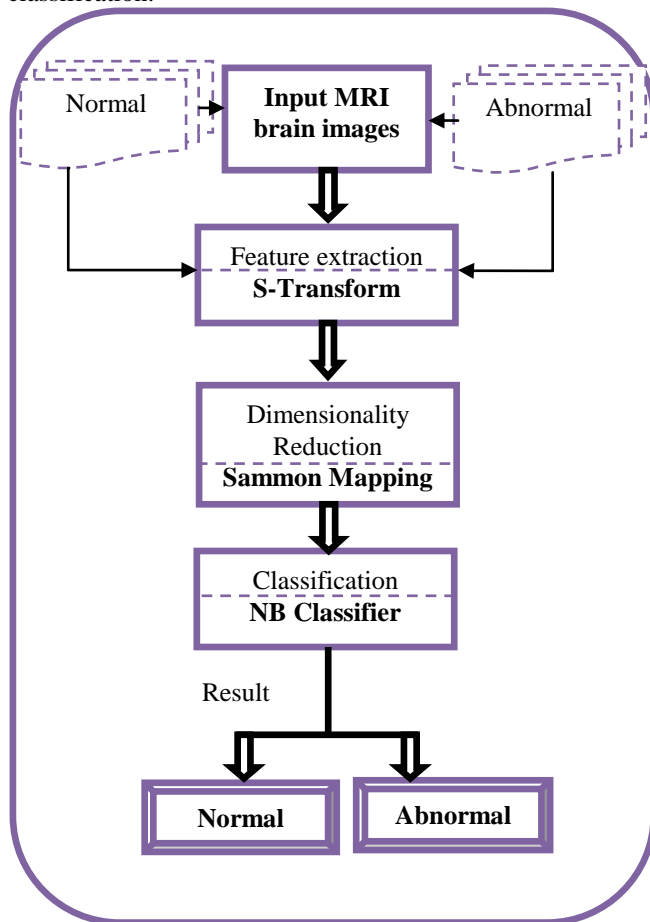 classification.
Normal
Input MRI
brain images
Abnormal
Feature extraction
S-Transform
Dimensionality
Reduction
Sammon Mapping
Classification
NB Classifier
Result
Normal
Abnormal